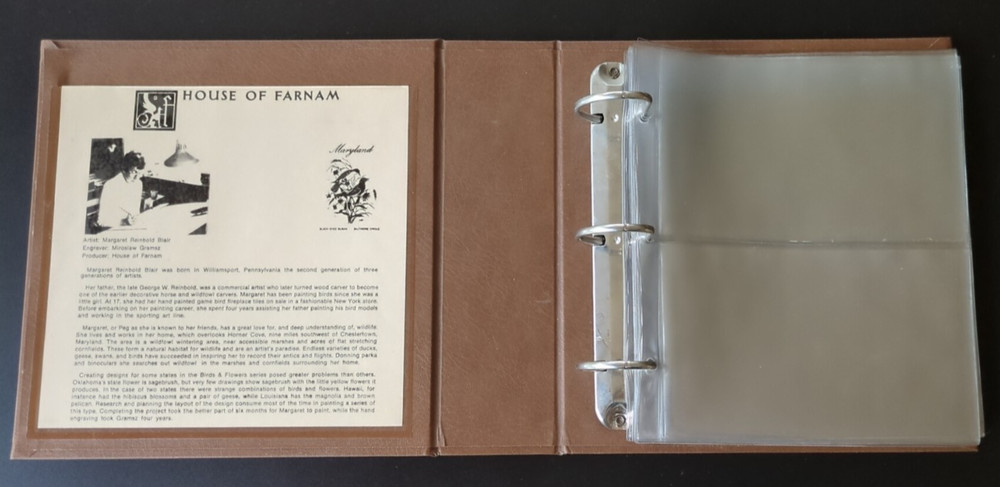 HOUSE OF FARNAM
Maryland
Artist: Margaret Reinbold Blair
Engraver: Miroslaw Gramsz
Producer: House of Farnam
Margaret Reinbold Blair was born in Williamsport, Pennsylvania the second generation of three
generations of artists.
Her father, the late George W. Reinbold, was a commercial artist who later turned wood carver to become
one of the earlier decorative horse and wildfowl carvers. Margaret has been painting birds since she was a
little girl. At 17, she had her hand painted game bird fireplace tiles on sale in a fashionable New York store.
Before embarking on her painting career, she spent four years assisting her father painting his bird models
and working in the sporting art line.
Margaret, or Peg as she is known to her friends, has a great love for, and deep understanding of, wildlife.
She lives and works in her home, which overlooks Horner Cove, nine miles southwest of Chestertown,
Maryland. The area is a wildfowl wintering area, near accessible marshes and acres of flat stretching
cornfields. These form a natural habitat for wildlife and are an artist's paradise. Endless varieties of ducks,
geese, swans, and birds have succeeded in inspiring her to record their antics and flights. Donning parka
and binoculars she searches out wildfowl in the marshes and cornfields surrounding her home.
Creating designs for some states in the Birds & Flowers series posed greater problems than others.
Oklahoma's state flower is sagebrush, but very few drawings show sagebrush with the little yellow flowers it
produces. In the case of two states there were strange combinations of birds and flowers, Hawaii, for
instance had the hibiscus blossoms and a pair of geese, while Louisiana has the magnolia and brown
pelican. Research and planning the layout of the design consume most of the time in painting a series of
this type. Completing the project took the better part of six months for Margaret to paint, while the hand
engraving took Gramsz four years.